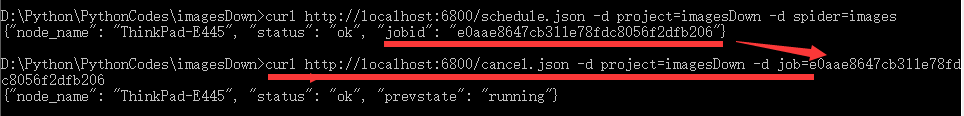 D:\Python\PythonCodes\imagesDown>curl http://localhost:6800/schedule.json -d project=imagesDown -d spider=images
{"node_name": "ThinkPad-E445", "status": "ok", "jobid": "e0aae8647cb311e78fdc8056f2dfb206"}
D:\Python\PythonCodes\imagesDown>curl http://localhost:6800/cancel.json -d project=imagesDown -d job=e0aae8647cb311e78fd
c8056f2dfb206
{"node_name": "ThinkPad-E445", "status": "ok", "prevstate": "running"}